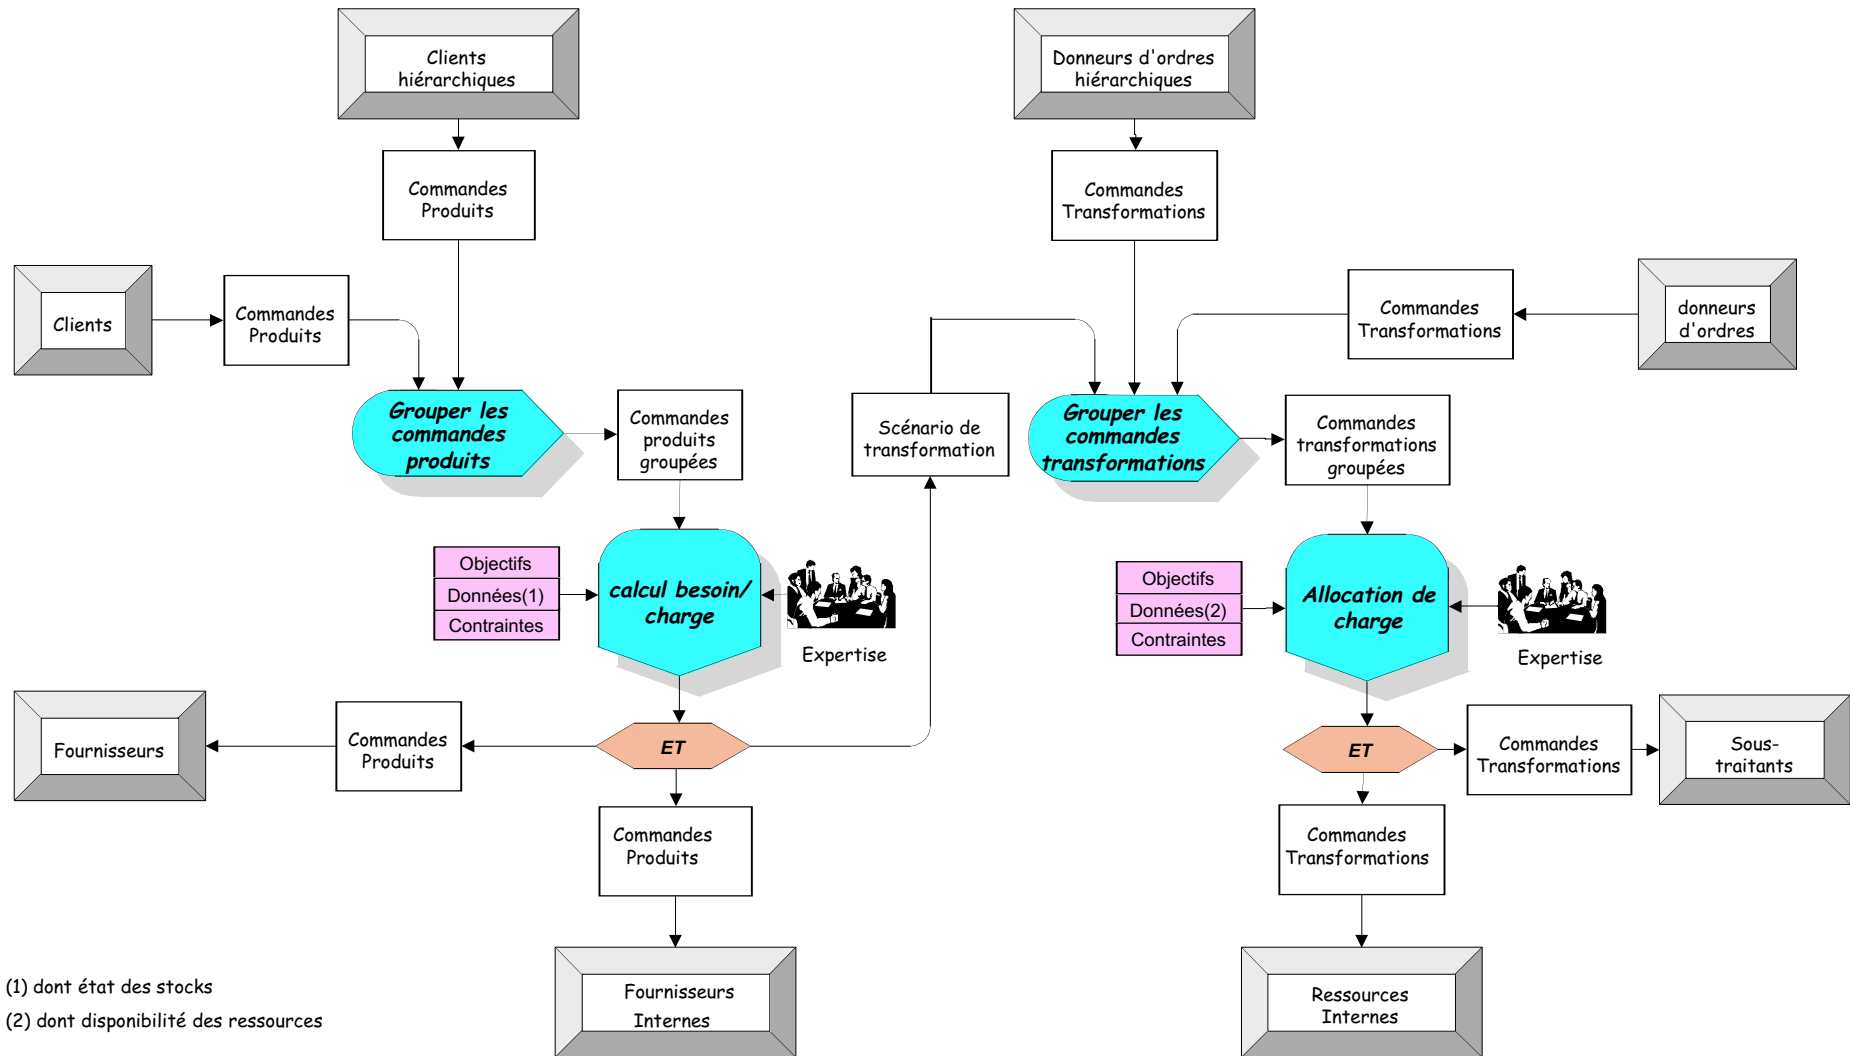 Clients
hiérarchiques
Donneurs d'ordres
hiérarchiques
Commandes
Produits
Commandes
Transformations
Clients
Commandes
Produits
Commandes
Transformations
donneurs
d'ordres
Grouper les
commandes
produits
Commandes
produits
groupées
Scénario de
transformation
Grouper les
commandes
transformations
Commandes
transformations
groupées
Objectifs
Données(1)
Contraintes
calcul besoin/
charge
Expertise
Objectifs
Données(2)
Contraintes
Allocation de
charge
Expertise
Fournisseurs
Commandes
Produits
ET
ET
Commandes
Transformations
Sous-
traitants
Commandes
Produits
Commandes
Transformations
Fournisseurs
Internes
Ressources
Internes
(1) dont état des stocks
(2) dont disponibilité des ressources